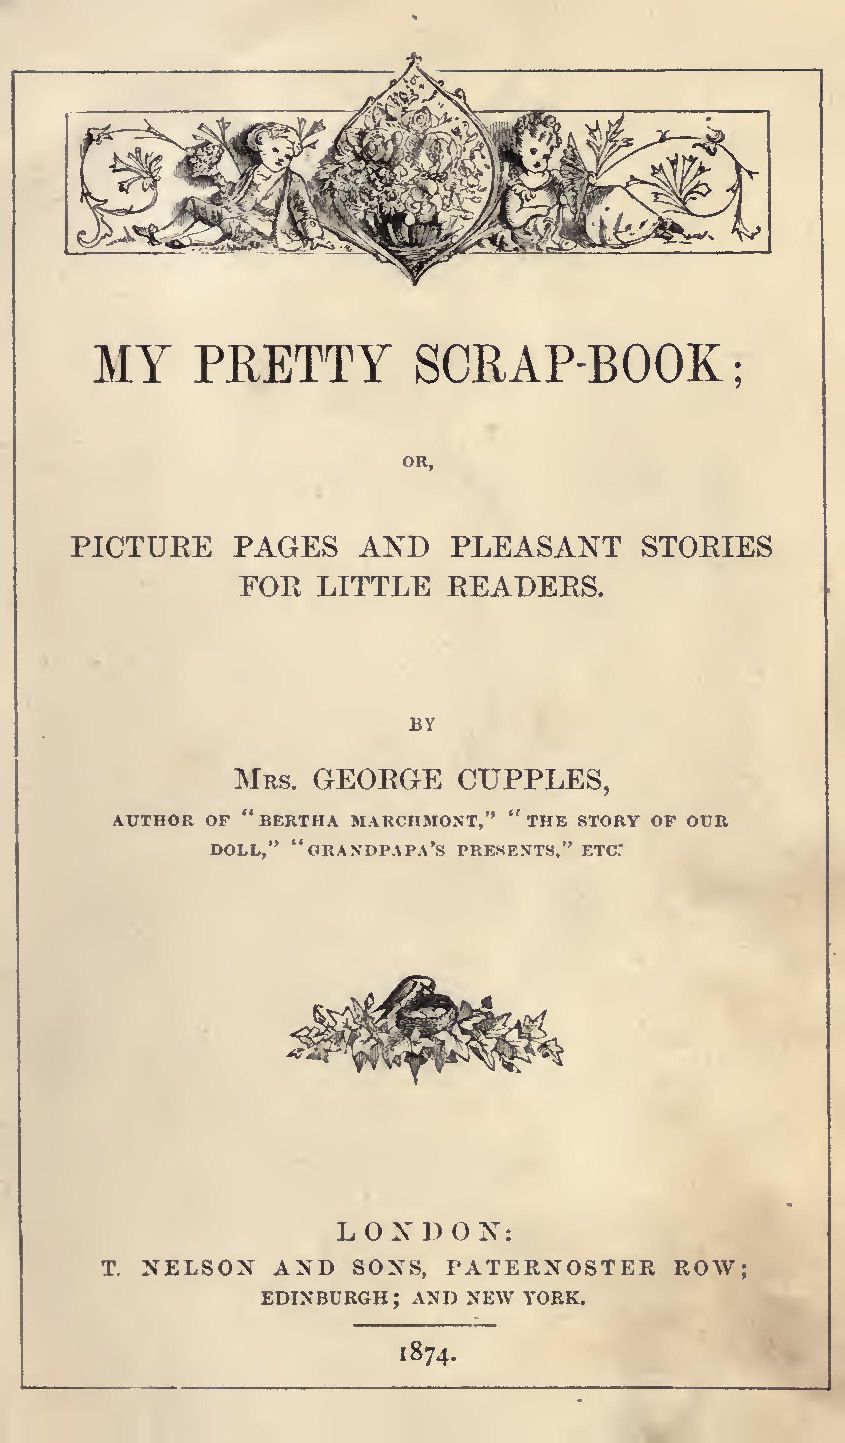 MY PRETTY SCRAP-BOOK;
OR,
PICTURE PAGES AND PLEASANT STORIES
FOR LITTLE READERS.
BY
MRS. GEORGE CUPPLES,
AUTHOR OF "BERTHA MARCHMONT," "THE STORY OF OUR
DOLL," "GRANDPAPA'S PRESENTS," ETC.
LONDON:
T. NELSON AND SONS, PATERNOSTER ROW;
EDINBURGH; AND NEW YORK.
1874.